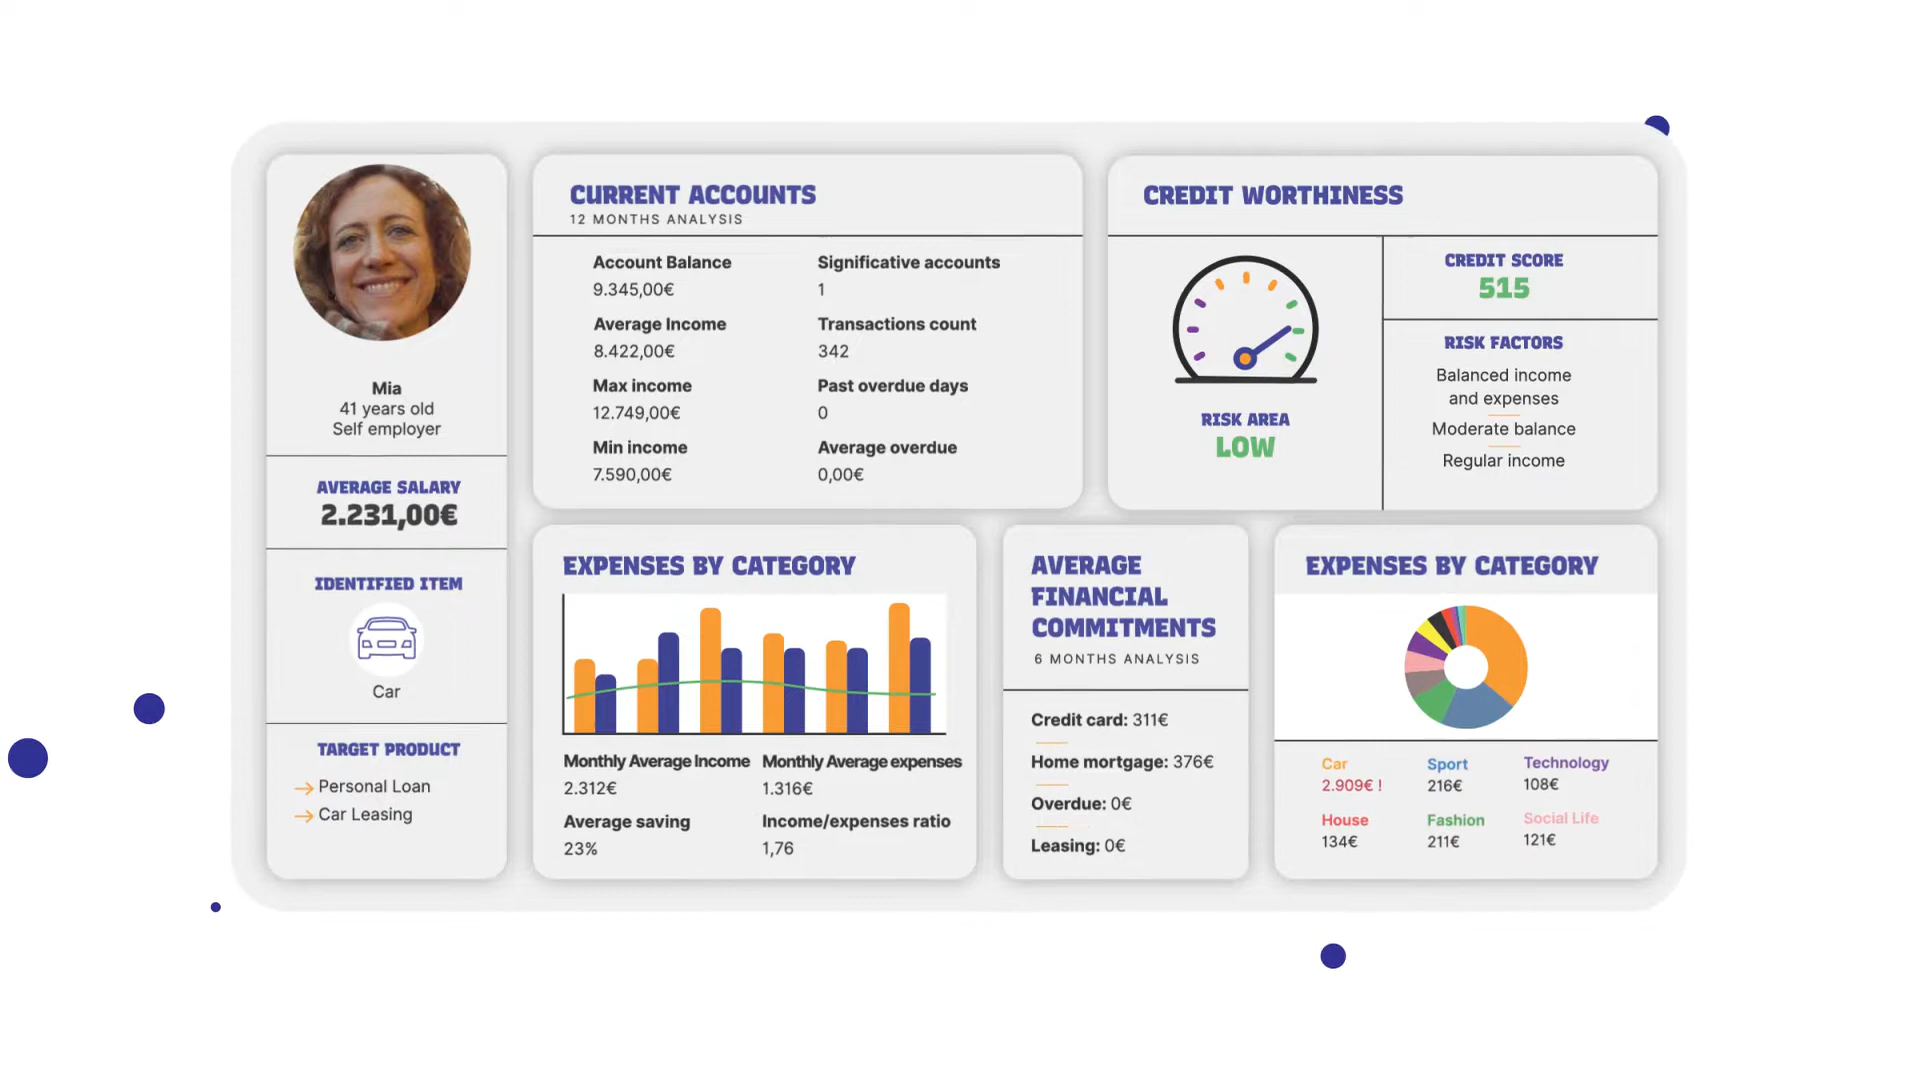 Mia
41 years old
Self employer
AVERAGE SALARY
2.231,00€
IDENTIFIED ITEM
Car
TARGET PRODUCT
Personal Loan
Car Leasing
CURRENT ACCOUNTS
12 MONTHS ANALYSIS
Account Balance
9.345,00€
Average Income
8.422,00€
Max income
12.749,00€
Min income
7.590,00€
Significative accounts
1
Transactions count
342
Past overdue days
0
Average overdue
0,00€
CREDIT WORTHINESS
RISK AREA
LOW
CREDIT SCORE
515
RISK FACTORS
Balanced income
and expenses
Moderate balance
Regular income
EXPENSES BY CATEGORY
Monthly Average Income
2.312€
Monthly Average expenses
1.316€
Average saving
23%
Income/expenses ratio
1,76
AVERAGE
FINANCIAL
COMMITMENTS
6 MONTHS ANALYSIS
Credit card: 311€
Home mortgage: 376€
Overdue: 0€
Leasing: 0€
EXPENSES BY CATEGORY
Car
2.909€ !
Sport
216€
Technology
108€
House
134€
Fashion
211€
Social Life
121€